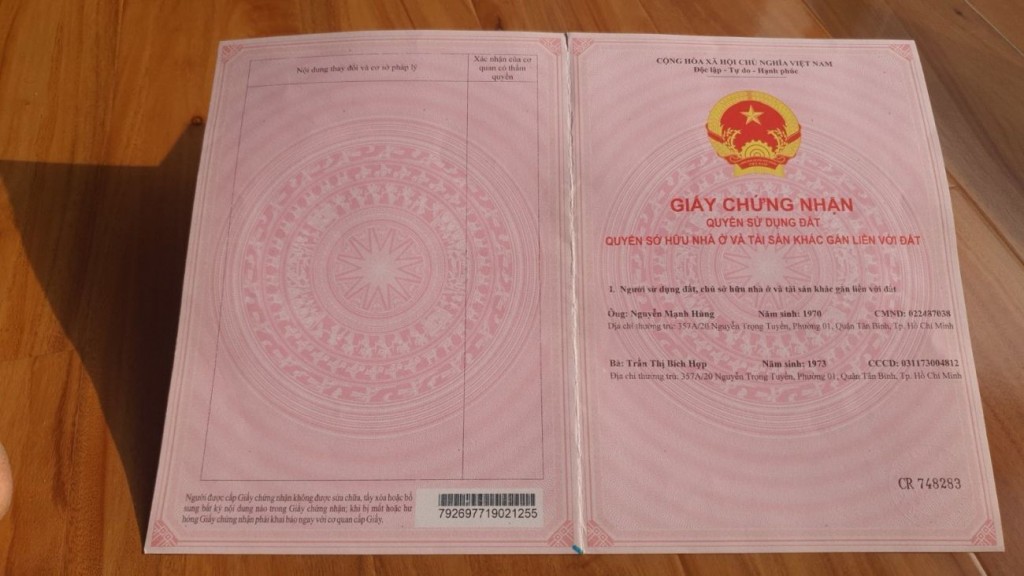 Nội dung thay đổi và cơ sở pháp lý
Xác nhận của cơ
quan có thẩm
quyền
Người được cấp Giấy chứng nhận không được sửa chữa, tẩy xóa hoặc bổ
sung bất kỳ nội dung nào trong Giấy chứng nhận; khi bị mất hoặc hư
hỏng Giấy chứng nhận phải khai báo ngay với cơ quan cấp Giấy.
792697719021255
CỘNG HÒA XÃ HỘI CHỦ NGHĨA VIỆT NAM
Độc lập - Tự do - Hạnh phúc
GIẤY CHỨNG NHẬN
QUYỀN SỬ DỤNG ĐẤT
QUYỀN SỞ HỮU NHÀ Ở VÀ TÀI SẢN KHÁC GẮN LIỀN VỚI ĐẤT
I. Người sử dụng đất, chủ sở hữu nhà ở và tài sản khác gắn liền với đất
Ông: Nguyễn Mạnh Hùng Năm sinh: 1970 CMND: 022487038
Địa chỉ thường trú: 357A/20 Nguyễn Trọng Tuyển, Phường 01, Quận Tân Bình, Tp. Hồ Chí Minh
Bà: Trần Thị Bích Hợp Năm sinh: 1973 CCCD: 031173004812
Địa chỉ thường trú: 357A/20 Nguyễn Trọng Tuyển, Phường 01, Quận Tân Bình, Tp. Hồ Chí Minh
CR 748283